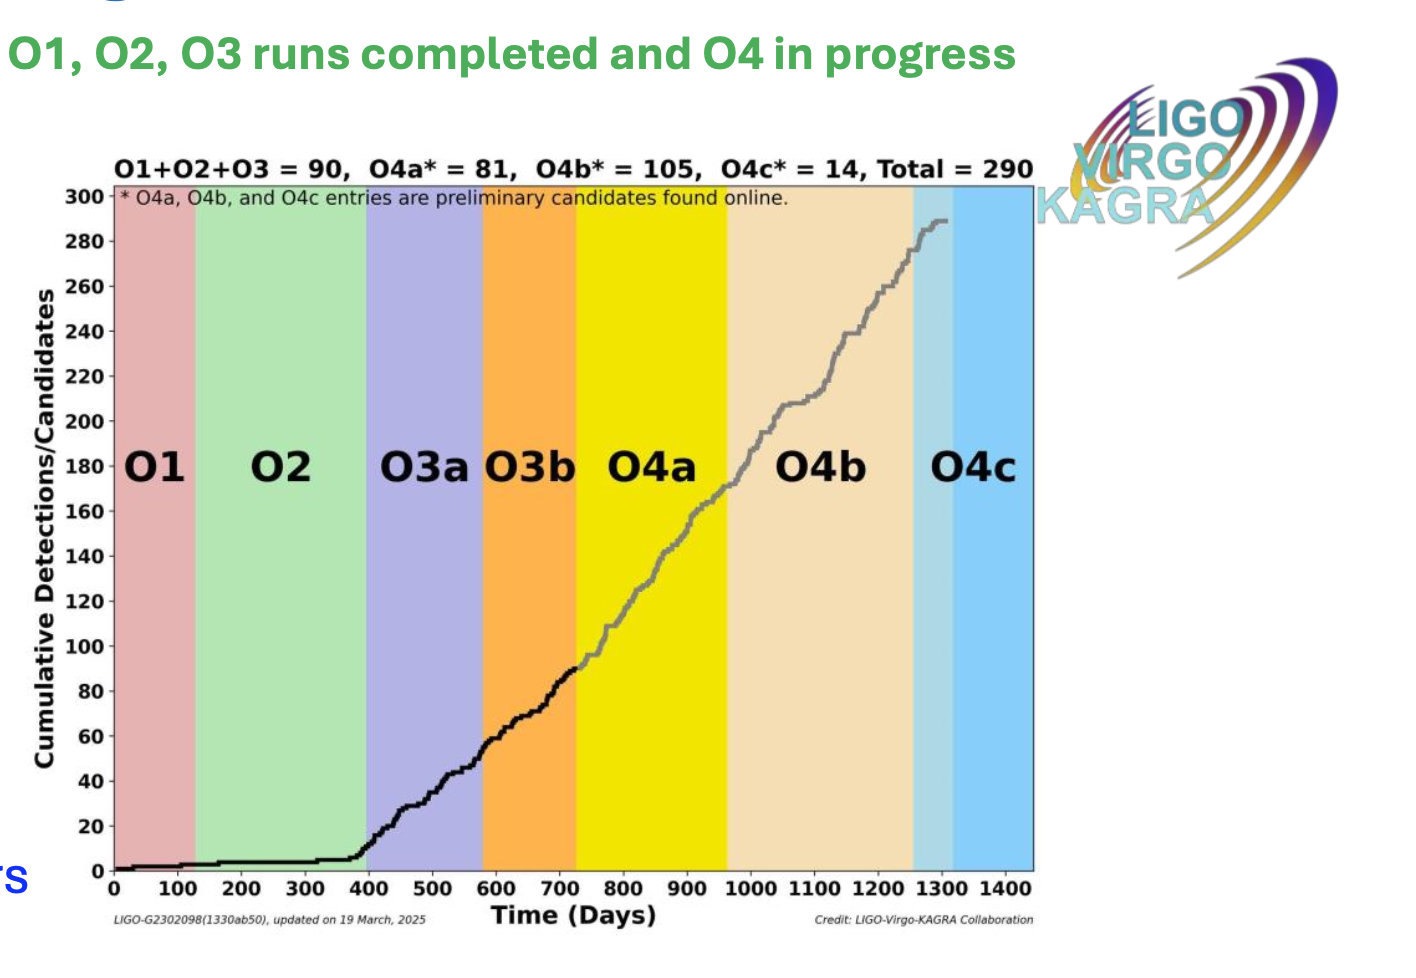 O1, O2, O3 runs completed and O4 in progress
LIGO
VIRGO
KAGRA
O1+O2+O3 = 90, O4a* = 81, O4b* = 105, O4c* = 14, Total = 290
* O4a, O4b, and O4c entries are preliminary candidates found online.
Cumulative Detections/Candidates
300
280
260
240
220
200
180
160
140
120
100
80
60
40
20
0
O1 O2 O3a O3b O4a O4b O4c
0 100 200 300 400 500 600 700 800 900 1000 1100 1200 1300 1400
Time (Days)
LIGO-G2302098(1330ab50), updated on 19 March, 2025
Credit: LIGO-Virgo-KAGRA Collaboration